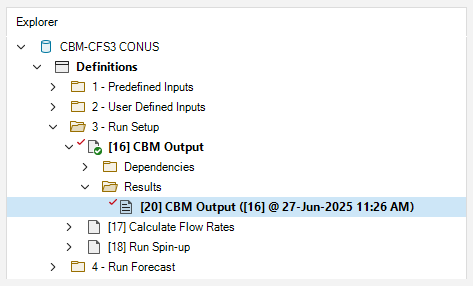 Explorer
CBM-CFS3 CONUS
Definitions
1 - Predefined Inputs
2 - User Defined Inputs
3 - Run Setup
[16] CBM Output
Dependencies
Results
[20] CBM Output ([16] @ 27-Jun-2025 11:26 AM)
[17] Calculate Flow Rates
[18] Run Spin-up
4 - Run Forecast